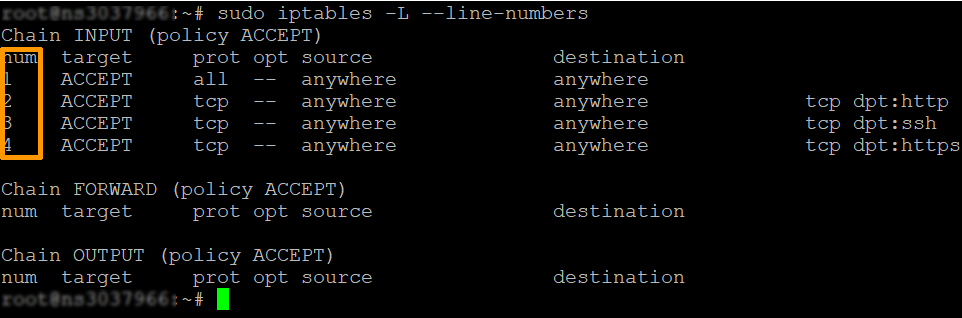 root@ns3037966:~# sudo iptables -L --line-numbers
Chain INPUT (policy ACCEPT)
num  target     prot opt source               destination
1    ACCEPT     all  --  anywhere             anywhere
2    ACCEPT     tcp  --  anywhere             anywhere             tcp dpt:http
3    ACCEPT     tcp  --  anywhere             anywhere             tcp dpt:ssh
4    ACCEPT     tcp  --  anywhere             anywhere             tcp dpt:https
Chain FORWARD (policy ACCEPT)
num  target     prot opt source               destination
Chain OUTPUT (policy ACCEPT)
num  target     prot opt source               destination
root@ns3037966:~#